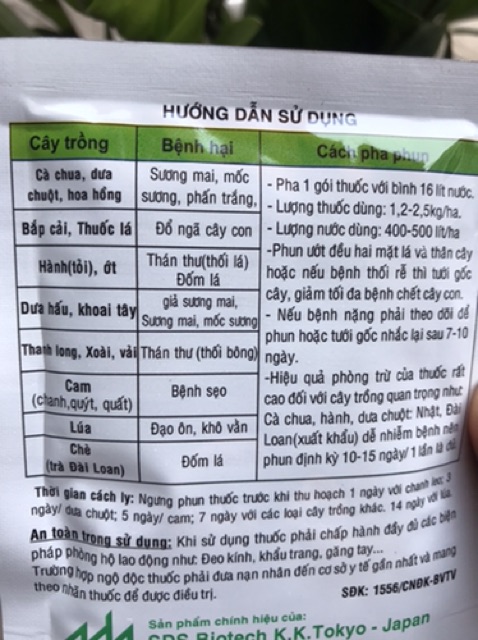 HƯỚNG DẪN SỬ DỤNG
Cây trồng Bệnh hại Cách pha phun
Cà chua, dưa
chuột, hoa hồng
Sương mai, mốc
sương, phấn trắng,
Bắp cải, Thuốc lá
Đổ ngã cây con
Hành(tỏi), ớt
Thán thư(thối lá)
Đốm lá
Dưa hấu, khoai tây
giả sương mai,
Sương mai, mốc sương
Thanh long, Xoài, vải
Thán thư (thối bông)
Cam
(chanh,quýt, quất)
Bệnh sẹo
Lúa
Đạo ôn, khô vằn
Chè
(trà Đài Loan)
Đốm lá
- Pha 1 gói thuốc với bình 16 lít nước.
- Lượng thuốc dùng: 1,2-2,5kg/ha.
- Lượng nước dùng: 400-500 lít/ha
-Phun ướt đều hai mặt lá và thân cây
hoặc nếu bệnh thối rễ thì tưới gốc
cây, giảm tối đa bệnh chết cây con.
- Nếu bệnh nặng phải theo dõi để
phun hoặc tưới gốc nhắc lại sau 7-10
ngày.
-Hiệu quả phòng trừ của thuốc rất
cao đối với cây trồng quan trọng như:
Cà chua, hành, dưa chuột: Nhật, Đài
Loan(xuất khẩu) dễ nhiễm bệnh nên
phun định kỳ 10-15 ngày/ 1 lần là đủ.
Thời gian cách ly: Ngưng phun thuốc trước khi thu hoạch 1 ngày với chanh leo; 3
ngày/ dưa chuột; 5 ngày/ cam; 7 ngày với các loại cây trồng khác. 14 ngày với lúa.
An toàn trong sử dụng: Khi sử dụng thuốc phải chấp hành đầy đủ các biện
pháp phòng hộ lao động như: Đeo kính, khẩu trang, găng tay...
Trường hợp ngộ độc thuốc phải đưa nạn nhân đến cơ sở y tế gần nhất và mang
theo nhãn thuốc để được điều trị.
SĐK: 1556/CNĐK-BVTV
Sản phẩm chính hiệu của:
SDS Biotech K.K.Tokyo - Japan